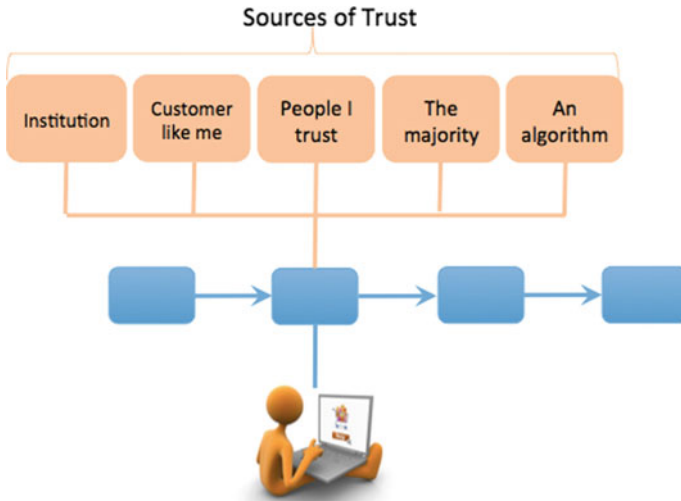 Sources of Trust
Institution
Customer
like me
People I
trust
The
majority
An
algorithm